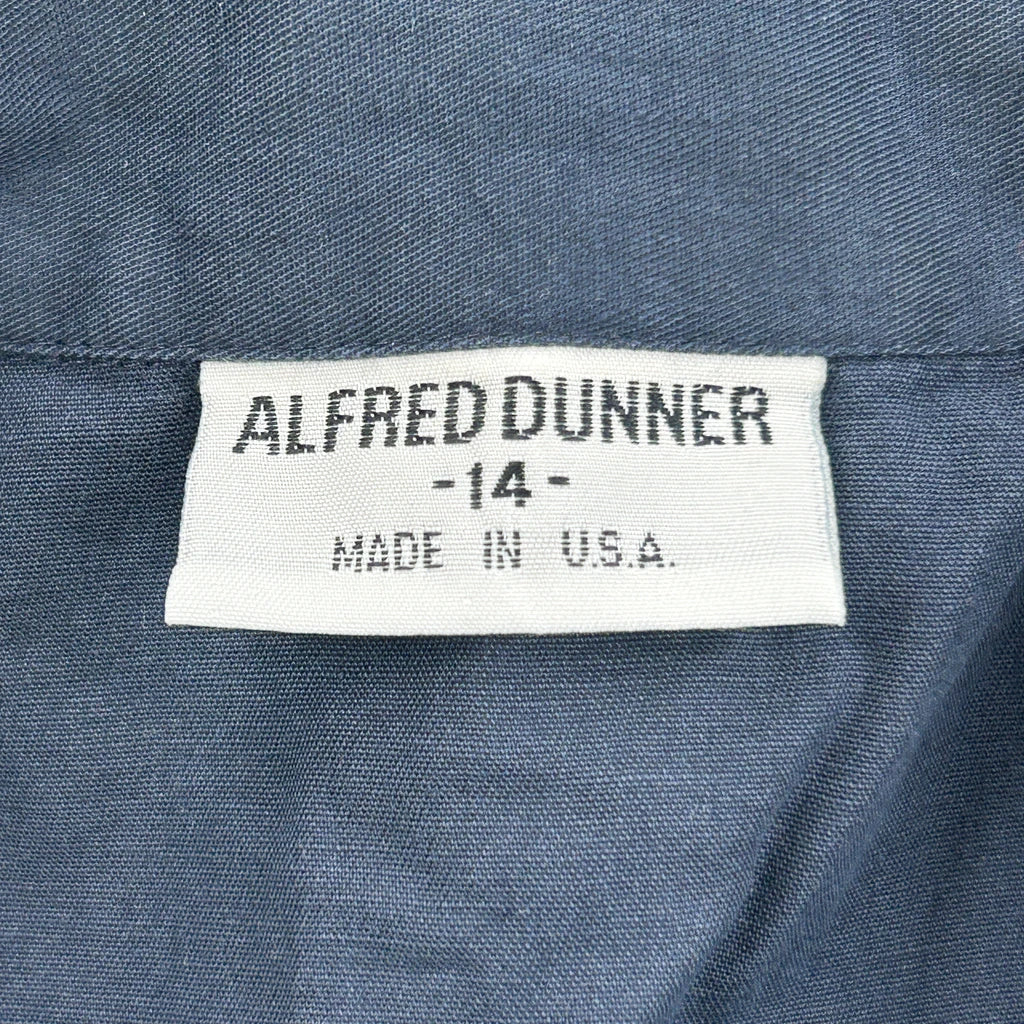 ALFRED DUNNER
-14-
MADE IN U.S.A.